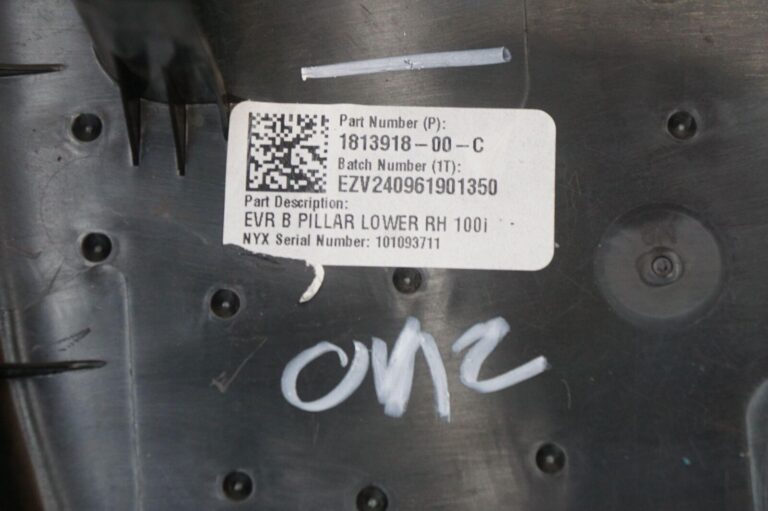 Part Number (P):
1813918-00-C
Batch Number (1T):
EZV240961901350
Part Description:
EVR B PILLAR LOWER RH 100i
NYX Serial Number: 101093711